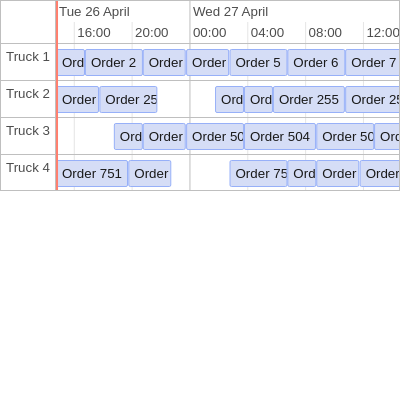 Tue 26 April Wed 27 April
16:00 20:00 00:00 04:00 08:00 12:00
Truck 1 Ord Order 2 Order Order Order 5 Order 6 Order 7
Truck 2 Order Order 25 Ord Ord Order 255 Order 25
Truck 3 Ord Order Order 50 Order 504 Order 50 Ord
Truck 4 Order 751 Order Order 75 Ord Order Order